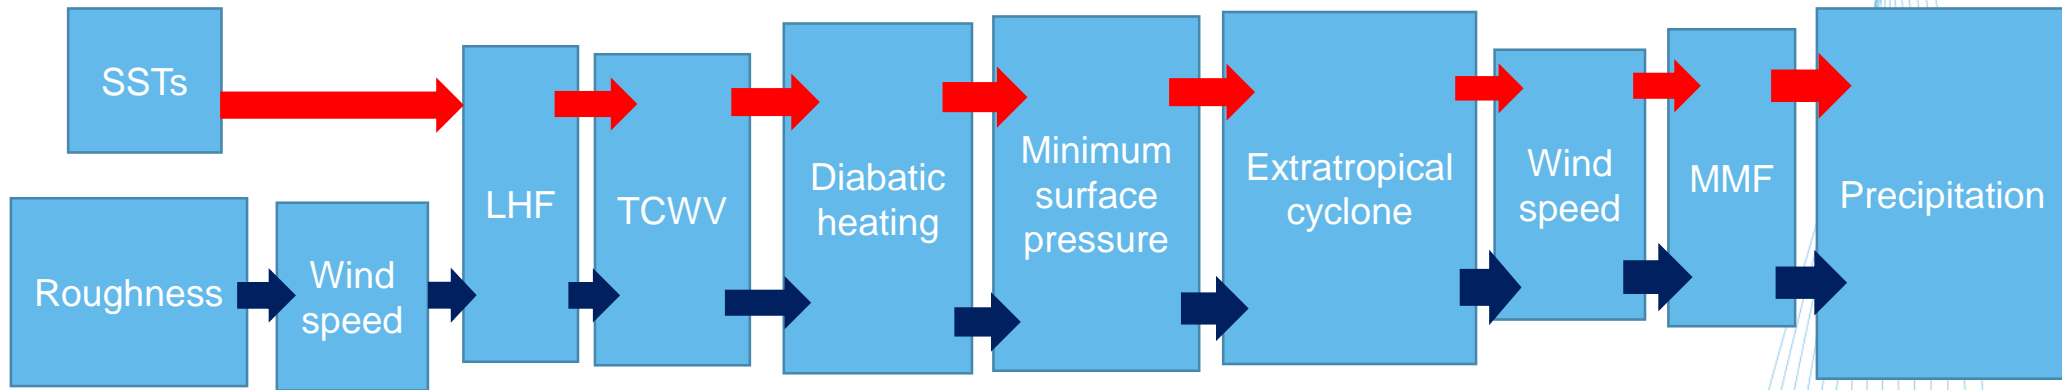 SSTs
Roughness
Wind
speed
LHF
TCWV
Diabatic
heating
Minimum
surface
pressure
Extratropical
cyclone
Wind
speed
MMF
Precipitation